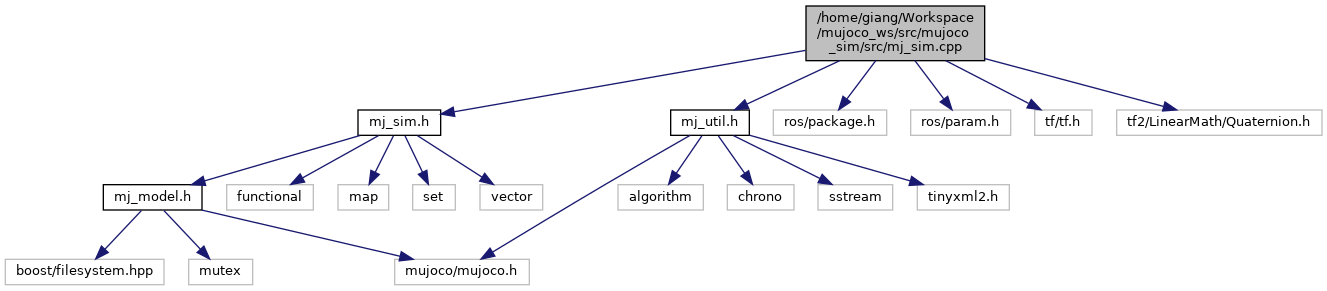 /home/giang/Workspace
/mujoco_ws/src/mujoco
_sim/src/mj_sim.cpp
mj_sim.h
mj_util.h
ros/package.h
ros/param.h
tf/tf.h
tf2/LinearMath/Quaternion.h
mj_model.h
functional
map
set
vector
algorithm
chrono
sstream
tinyxml2.h
boost/filesystem.hpp
mutex
mujoco/mujoco.h